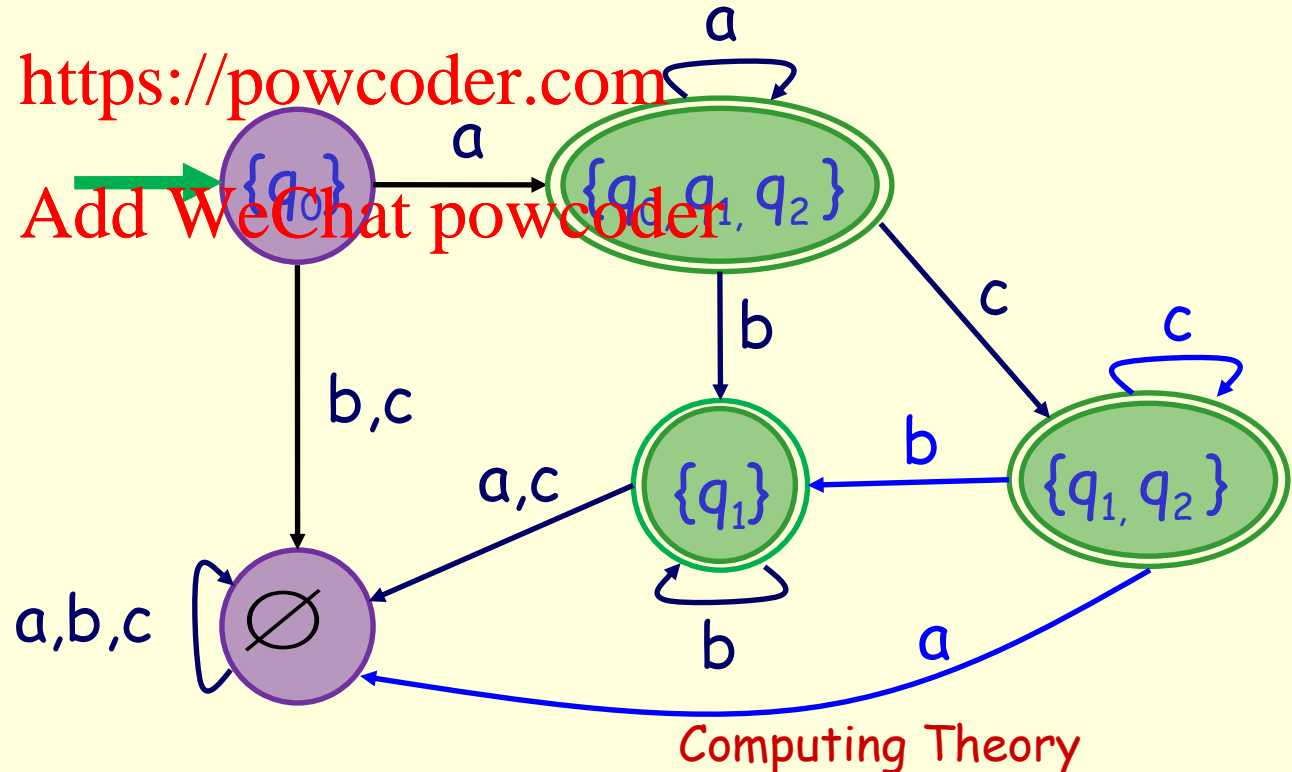 a
https://powcoder.com
a
{q₀}
{q₀, q₁, q₂ }
Add WeChat powcoder
c
b
c
b,c
b
a,c
{q₁}
{q₁, q₂ }
a,b,c
∅
b
a
Computing Theory